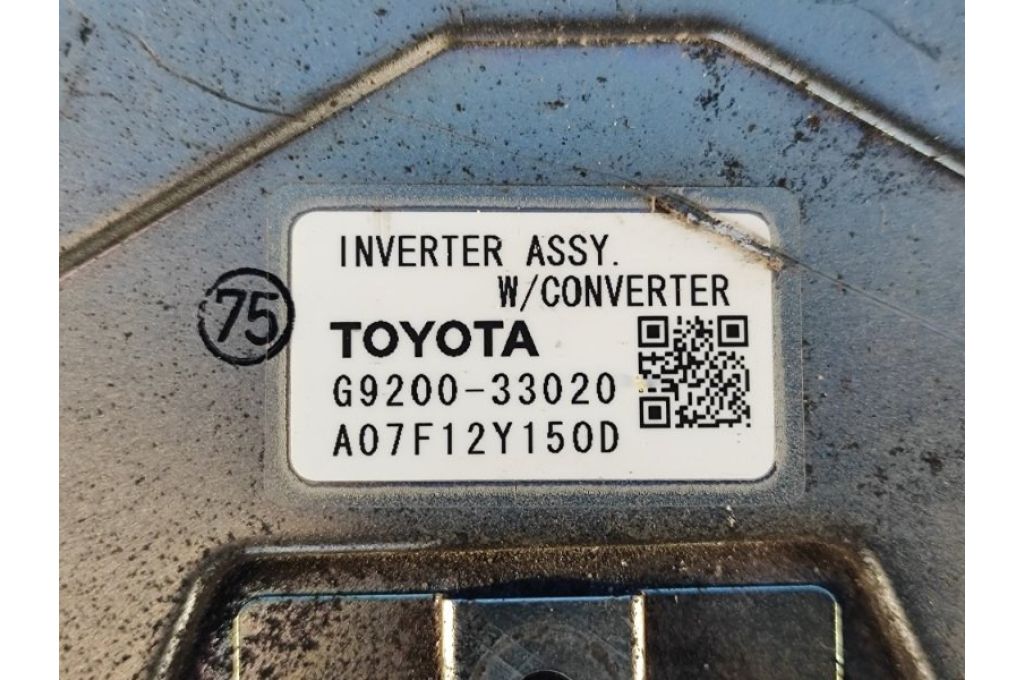 INVERTER ASSY.
W/CONVERTER
75
TOYOTA
G9200-33020
A07F12Y150D